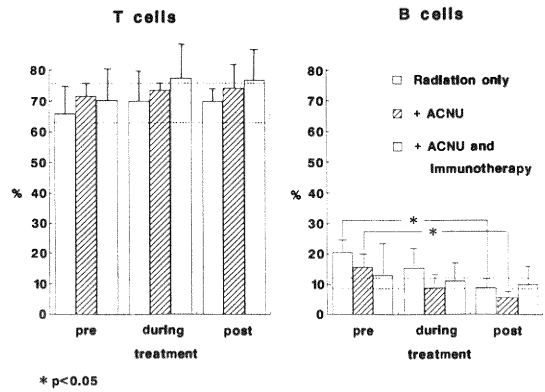 T cells
B cells
80
70
60
50
40
30
20
10
0
%
pre
during
post
treatment
80
70
60
50
40
30
20
10
0
%
Radiation only
+ ACNU
+ ACNU and
immunotherapy
*
*
pre
during
post
treatment
* p<0.05